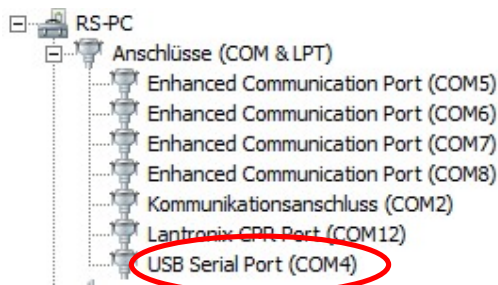 RS-PC
Anschlüsse (COM & LPT)
Enhanced Communication Port (COM5)
Enhanced Communication Port (COM6)
Enhanced Communication Port (COM7)
Enhanced Communication Port (COM8)
Kommunikationsanschluss (COM2)
Lantronix CPR Port (COM12)
USB Serial Port (COM4)